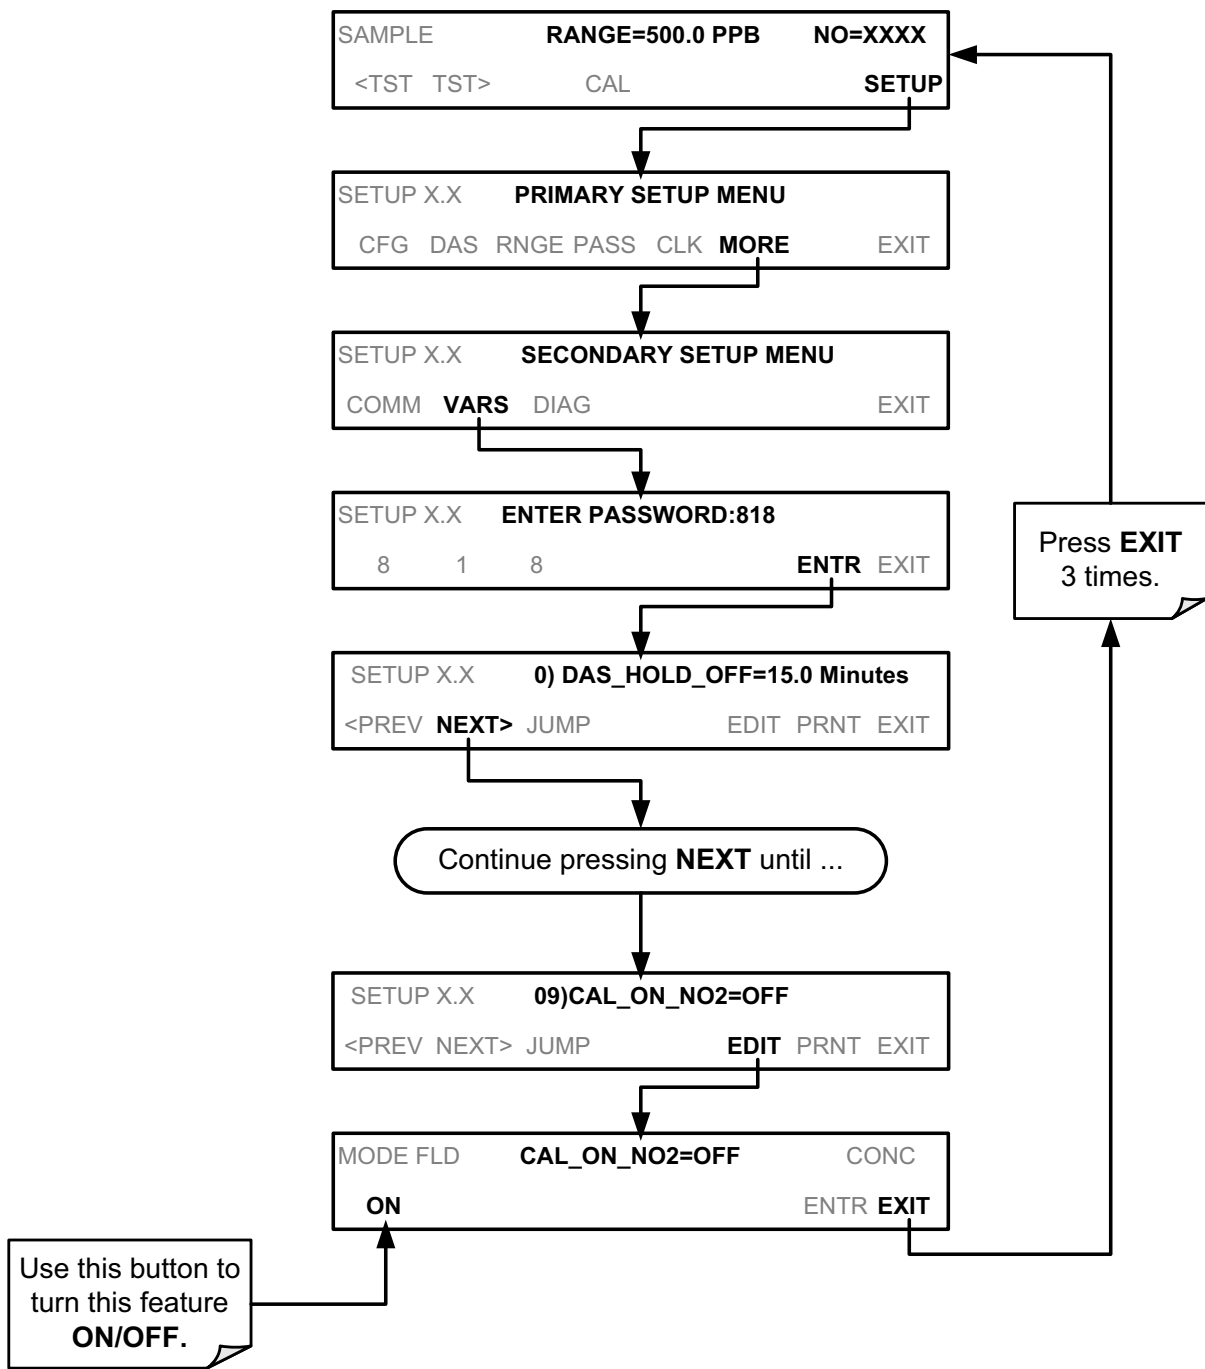 SAMPLE RANGE=500.0 PPB NO=XXXX
<TST TST> CAL SETUP
SETUP X.X PRIMARY SETUP MENU
CFG DAS RNGE PASS CLK MORE EXIT
SETUP X.X SECONDARY SETUP MENU
COMM VARS DIAG EXIT
SETUP X.X ENTER PASSWORD:818
8 1 8 ENTR EXIT
Press EXIT
3 times.
SETUP X.X 0) DAS_HOLD_OFF=15.0 Minutes
<PREV NEXT> JUMP EDIT PRNT EXIT
Continue pressing NEXT until ...
SETUP X.X 09)CAL_ON_NO2=OFF
<PREV NEXT> JUMP EDIT PRNT EXIT
MODE FLD CAL_ON_NO2=OFF CONC
ON ENTR EXIT
Use this button to
turn this feature
ON/OFF.